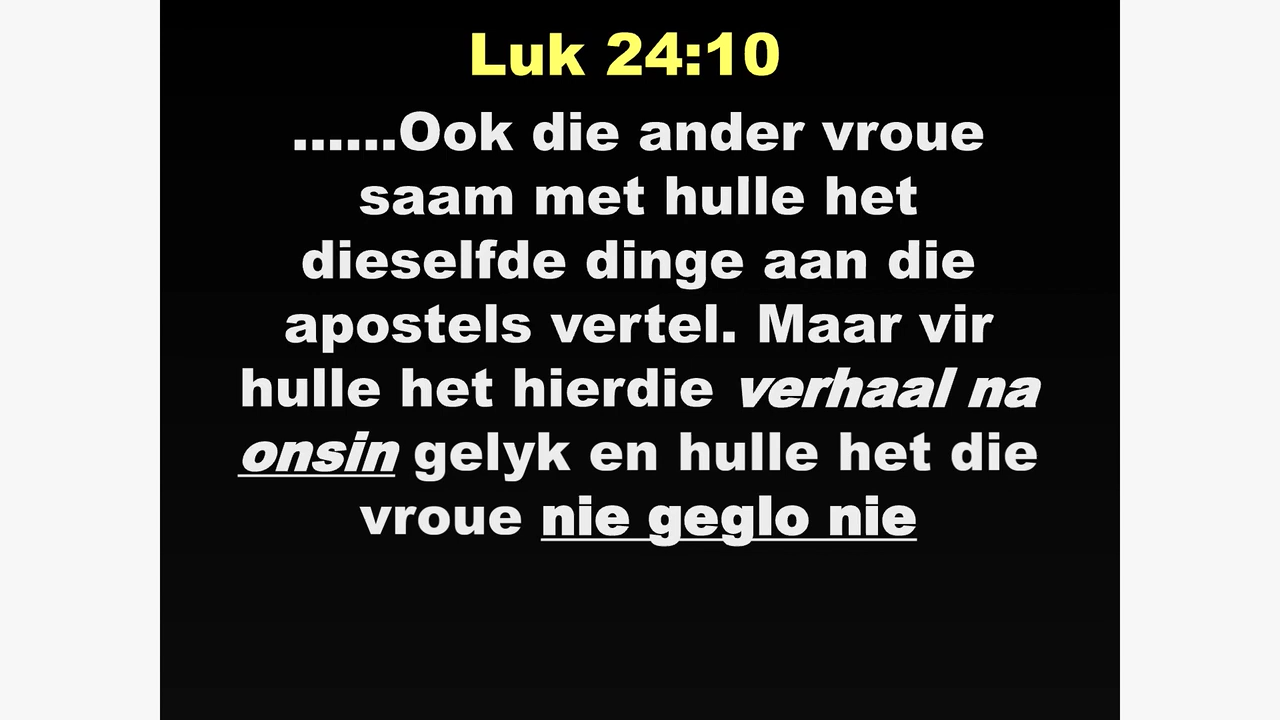 Luk 24:10
......Ook die ander vroue
saam met hulle het
dieselfde dinge aan die
apostels vertel. Maar vir
hulle het hierdie verhaal na
onsin gelyk en hulle het die
vroue nie geglo nie